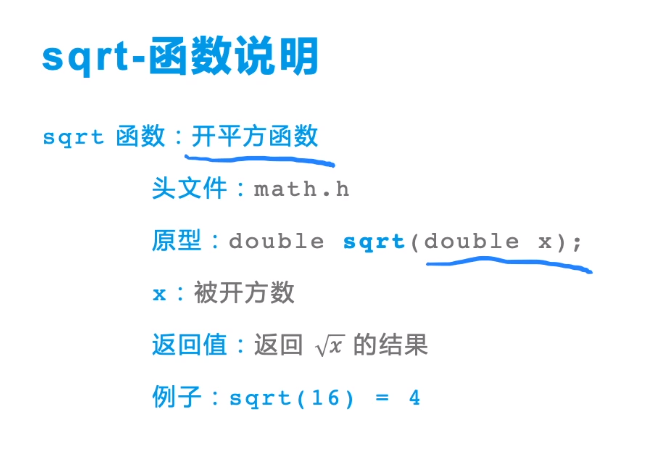 sqrt-函数说明
sqrt 函数：开平方函数
头文件：math.h
原型：double sqrt(double x);
x：被开方数
返回值：返回 √x 的结果
例子：sqrt(16) = 4